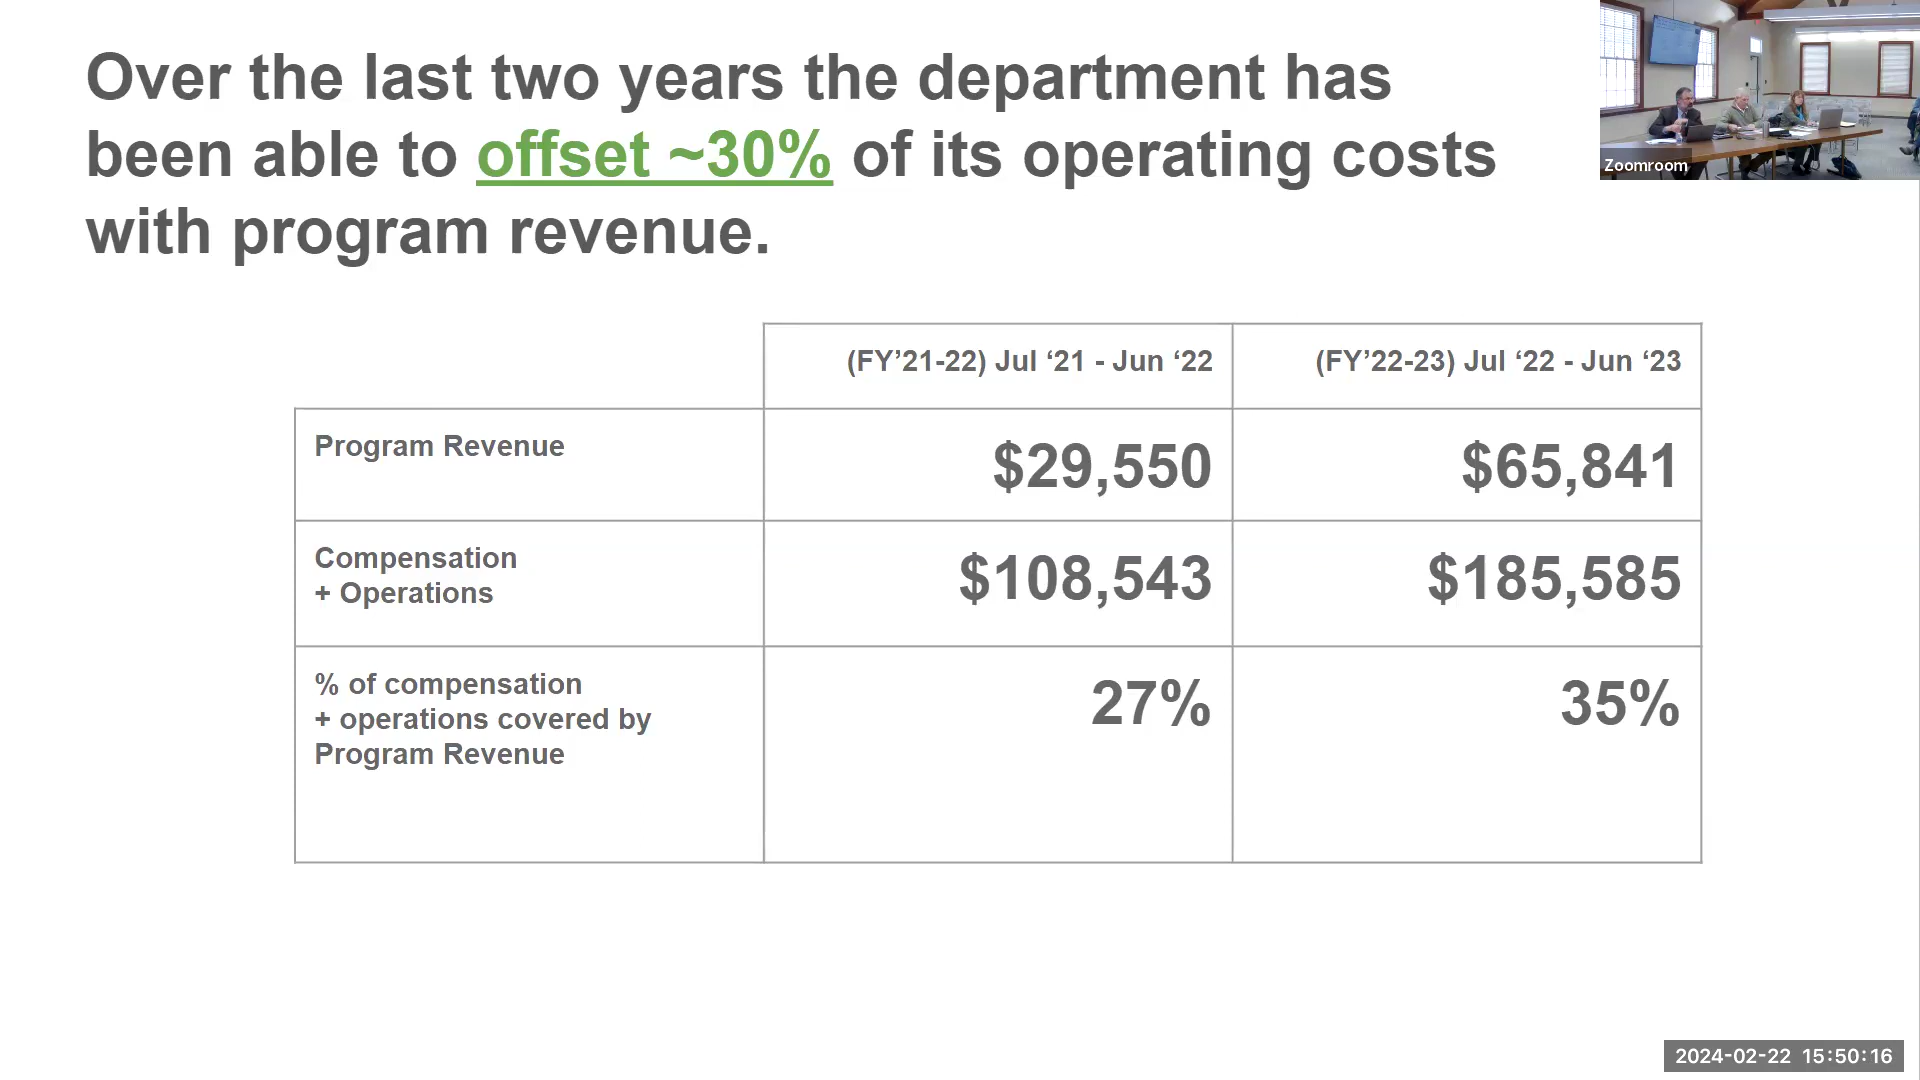 Over the last two years the department has
been able to offset ~30% of its operating costs
with program revenue.
Zoomroom
(FY’21-22) Jul ‘21 - Jun ‘22
(FY’22-23) Jul ‘22 - Jun ‘23
Program Revenue
$29,550
$65,841
Compensation
+ Operations
$108,543
$185,585
% of compensation
+ operations covered by
Program Revenue
27%
35%
2024-02-22 15:50:16